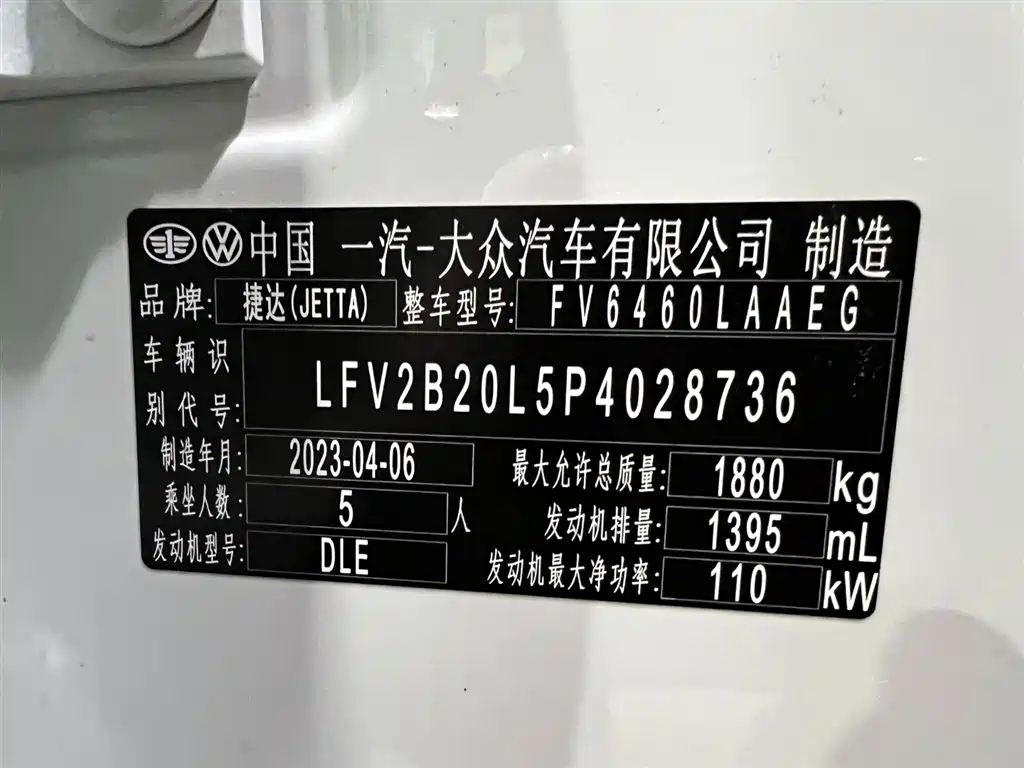 中国 一汽-大众汽车有限公司 制造
品牌: 捷达(JETTA) 整车型号: FV6460LAAEG
车辆识别代号: LFV2B20L5P4028736
制造年月: 2023-04-06 最大允许总质量: 1880 kg
乘坐人数: 5 人 发动机排量: 1395 mL
发动机型号: DLE 发动机最大净功率: 110 kW